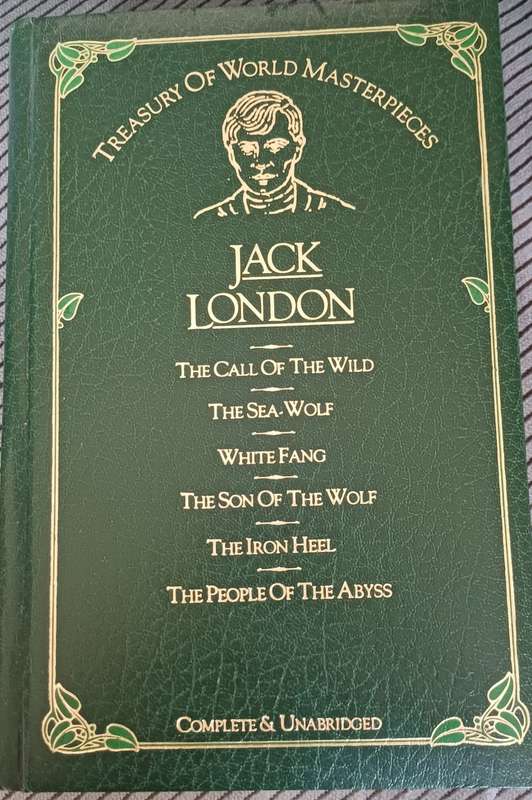 Treasury Of World Masterpieces
Jack
London
The Call Of The Wild
The Sea-Wolf
White Fang
The Son Of The Wolf
The Iron Heel
The People Of The Abyss
Complete & Unabridged